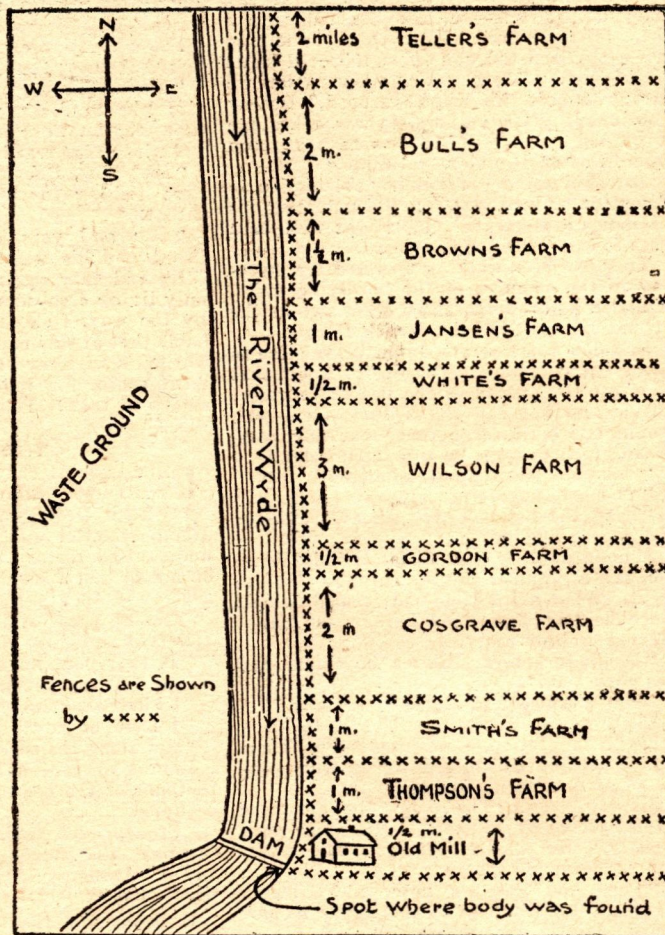 N
W E
S
2 miles TELLER'S FARM
2 m. BULL'S FARM
1½ m. BROWN'S FARM
1 m. JANSEN'S FARM
1/2 m. WHITE'S FARM
3 m. WILSON FARM
1/2 m GORDON FARM
2 m COSGRAVE FARM
1 m. SMITH'S FARM
1 m. THOMPSON'S FARM
1/2 m.
Old Mill
The River Wyde
WASTE GROUND
Fences are Shown
by xxxx
DAM
Spot where body was found